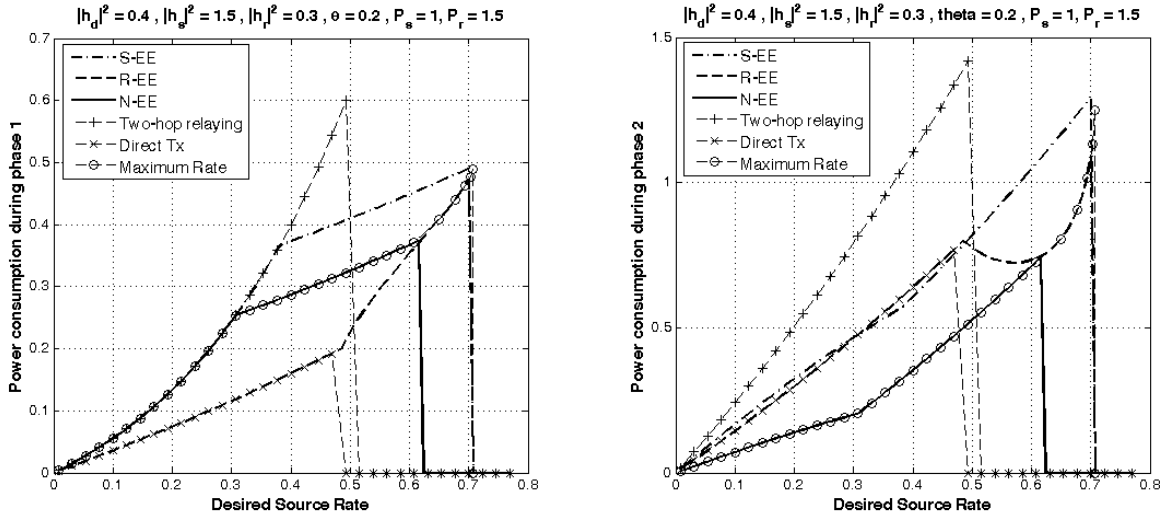 |h_d|^2 = 0.4 , |h_s|^2 = 1.5, |h_r|^2 = 0.3 , ө = 0.2 , P_s = 1, P_r = 1.5
0.7
0.6
0.5
0.4
0.3
0.2
0.1
0
Power consumption during phase 1
S-EE
R-EE
N-EE
Two-hop relaying
Direct Tx
Maximum Rate
0 0.1 0.2 0.3 0.4 0.5 0.6 0.7 0.8
Desired Source Rate
|h_d|^2 = 0.4 , |h_s|^2 = 1.5, |h_r|^2 = 0.3 , theta = 0.2 , P_s = 1, P_r = 1.5
1.5
1
0.5
0
Power consumption during phase 2
S-EE
R-EE
N-EE
Two-hop relaying
Direct Tx
Maximum Rate
0 0.1 0.2 0.3 0.4 0.5 0.6 0.7 0.8
Desired Source Rate